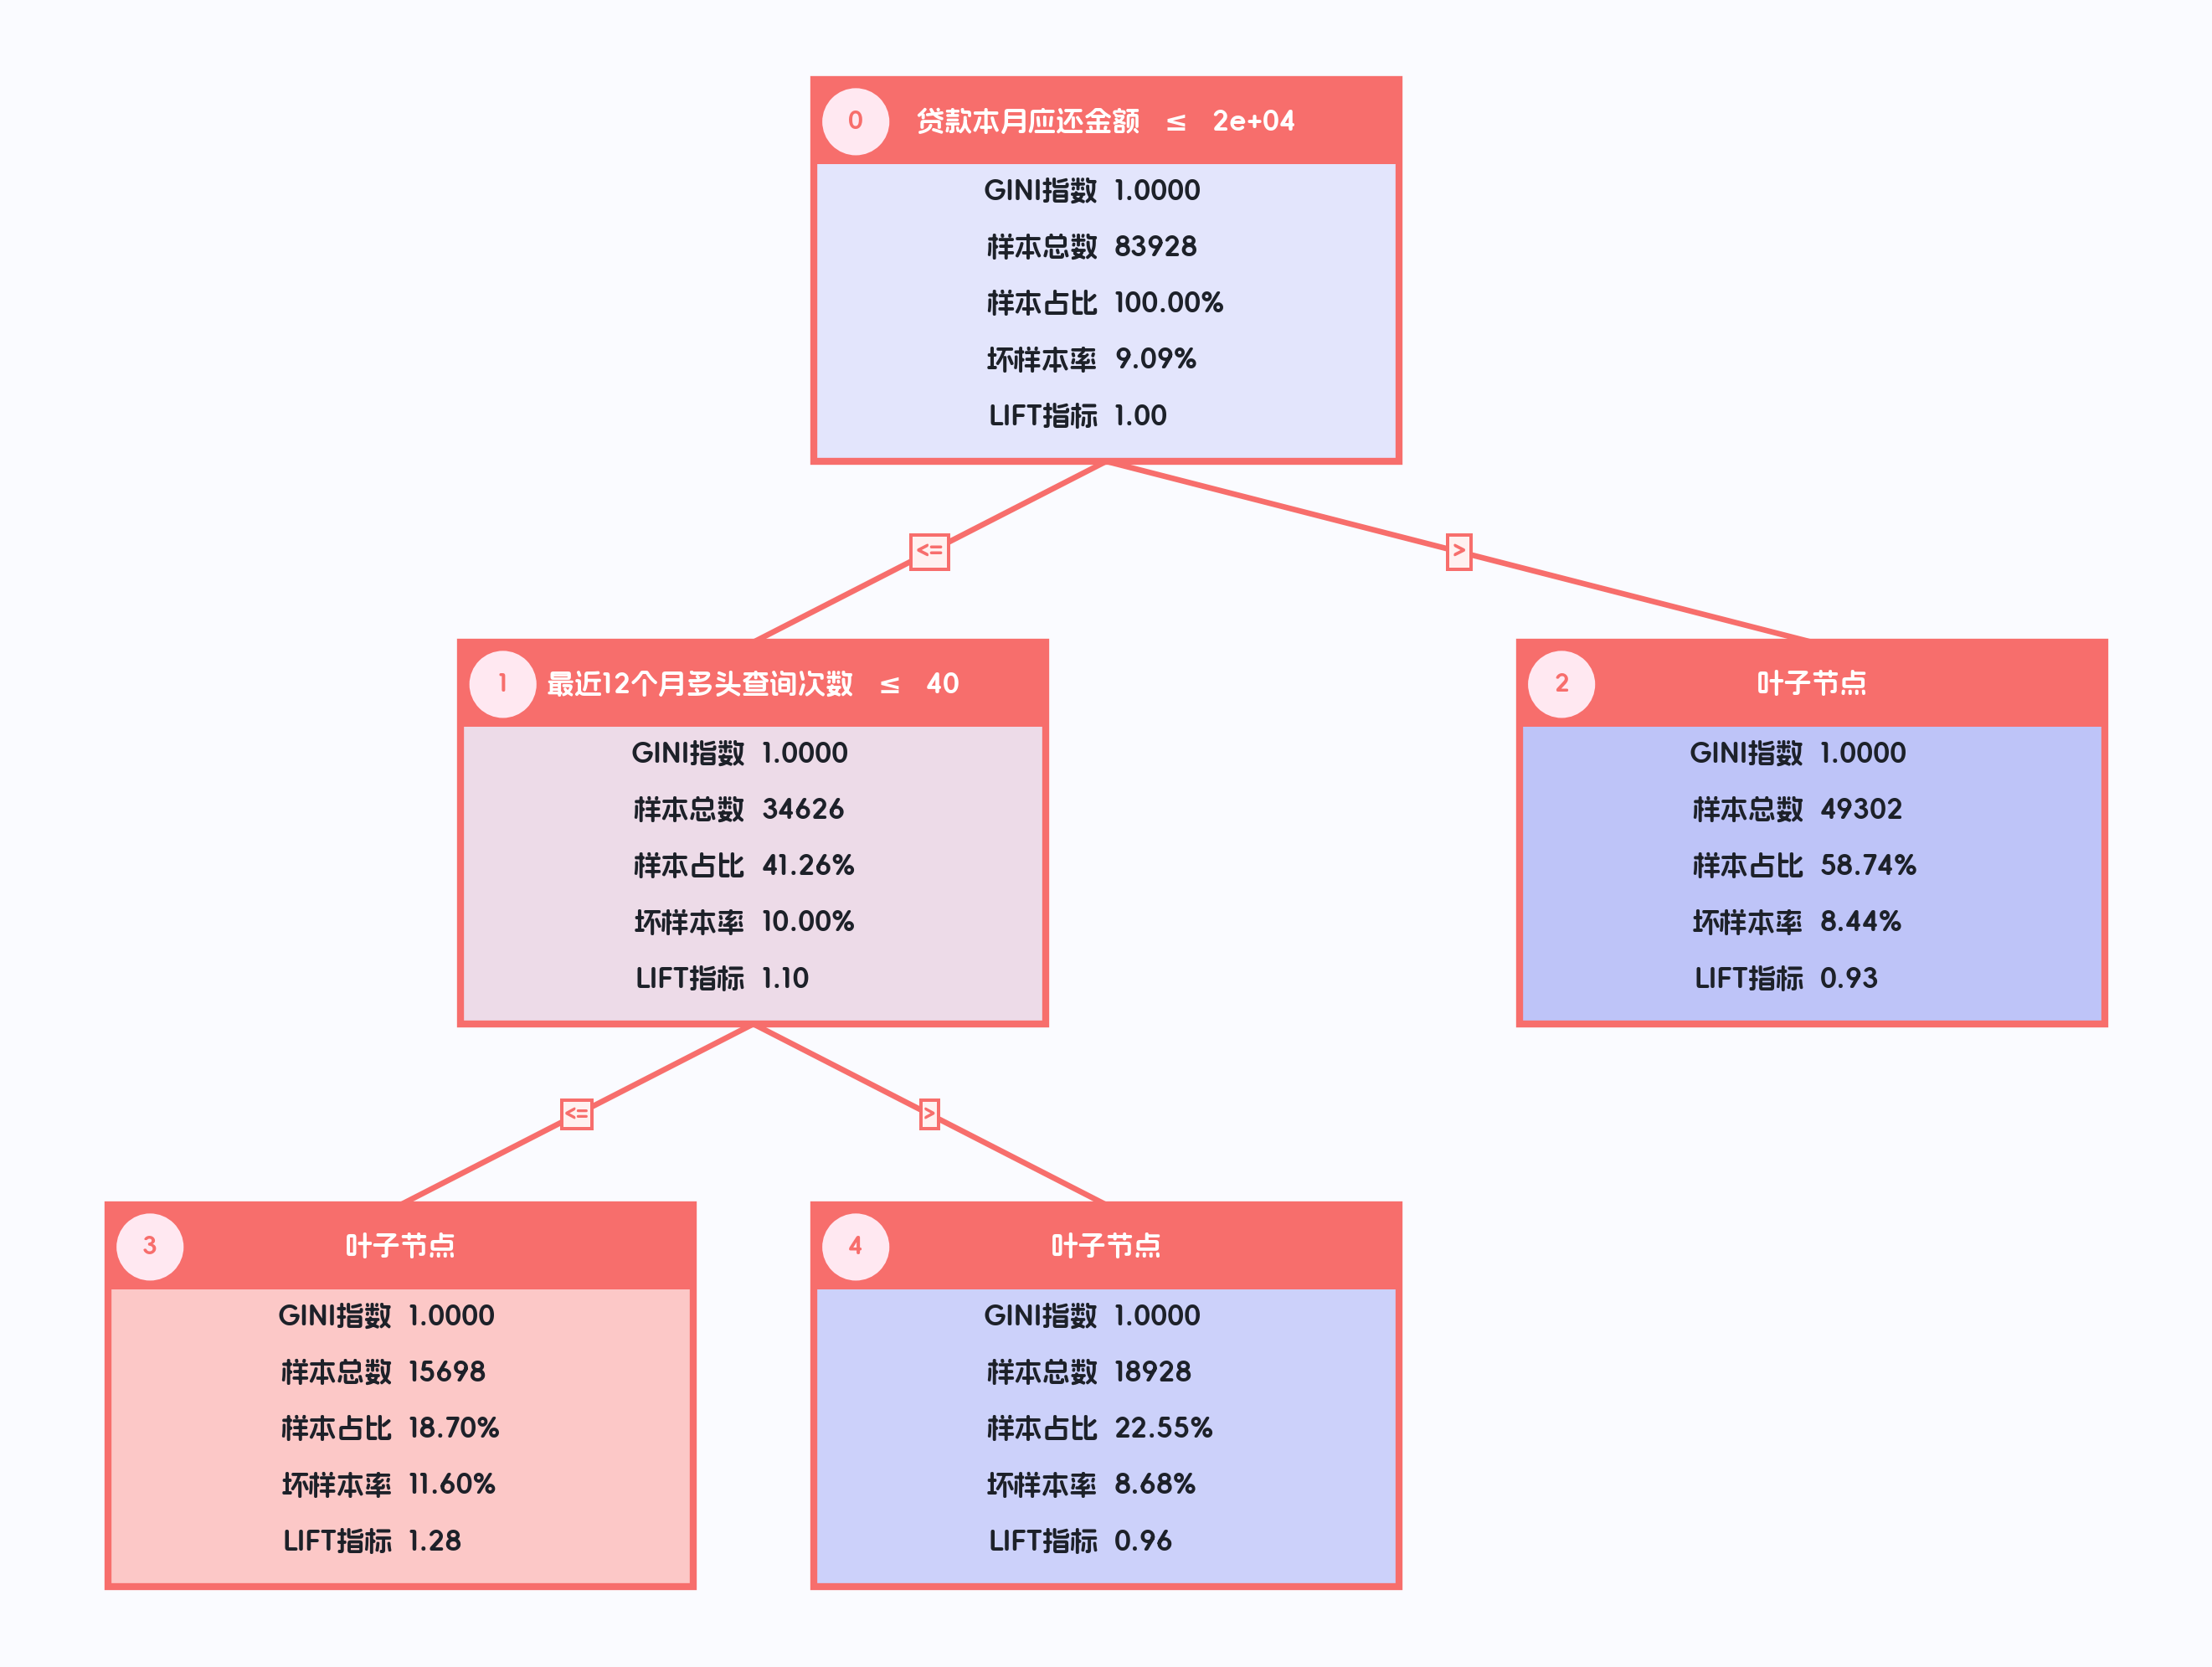 0 贷款本月应还金额 ≤ 2e+04
GINI指数 1.0000
样本总数 83928
样本占比 100.00%
坏样本率 9.09%
LIFT指标 1.00
<=
>
1 最近12个月多头查询次数 ≤ 40
GINI指数 1.0000
样本总数 34626
样本占比 41.26%
坏样本率 10.00%
LIFT指标 1.10
2 叶子节点
GINI指数 1.0000
样本总数 49302
样本占比 58.74%
坏样本率 8.44%
LIFT指标 0.93
<=
>
3 叶子节点
GINI指数 1.0000
样本总数 15698
样本占比 18.70%
坏样本率 11.60%
LIFT指标 1.28
4 叶子节点
GINI指数 1.0000
样本总数 18928
样本占比 22.55%
坏样本率 8.68%
LIFT指标 0.96